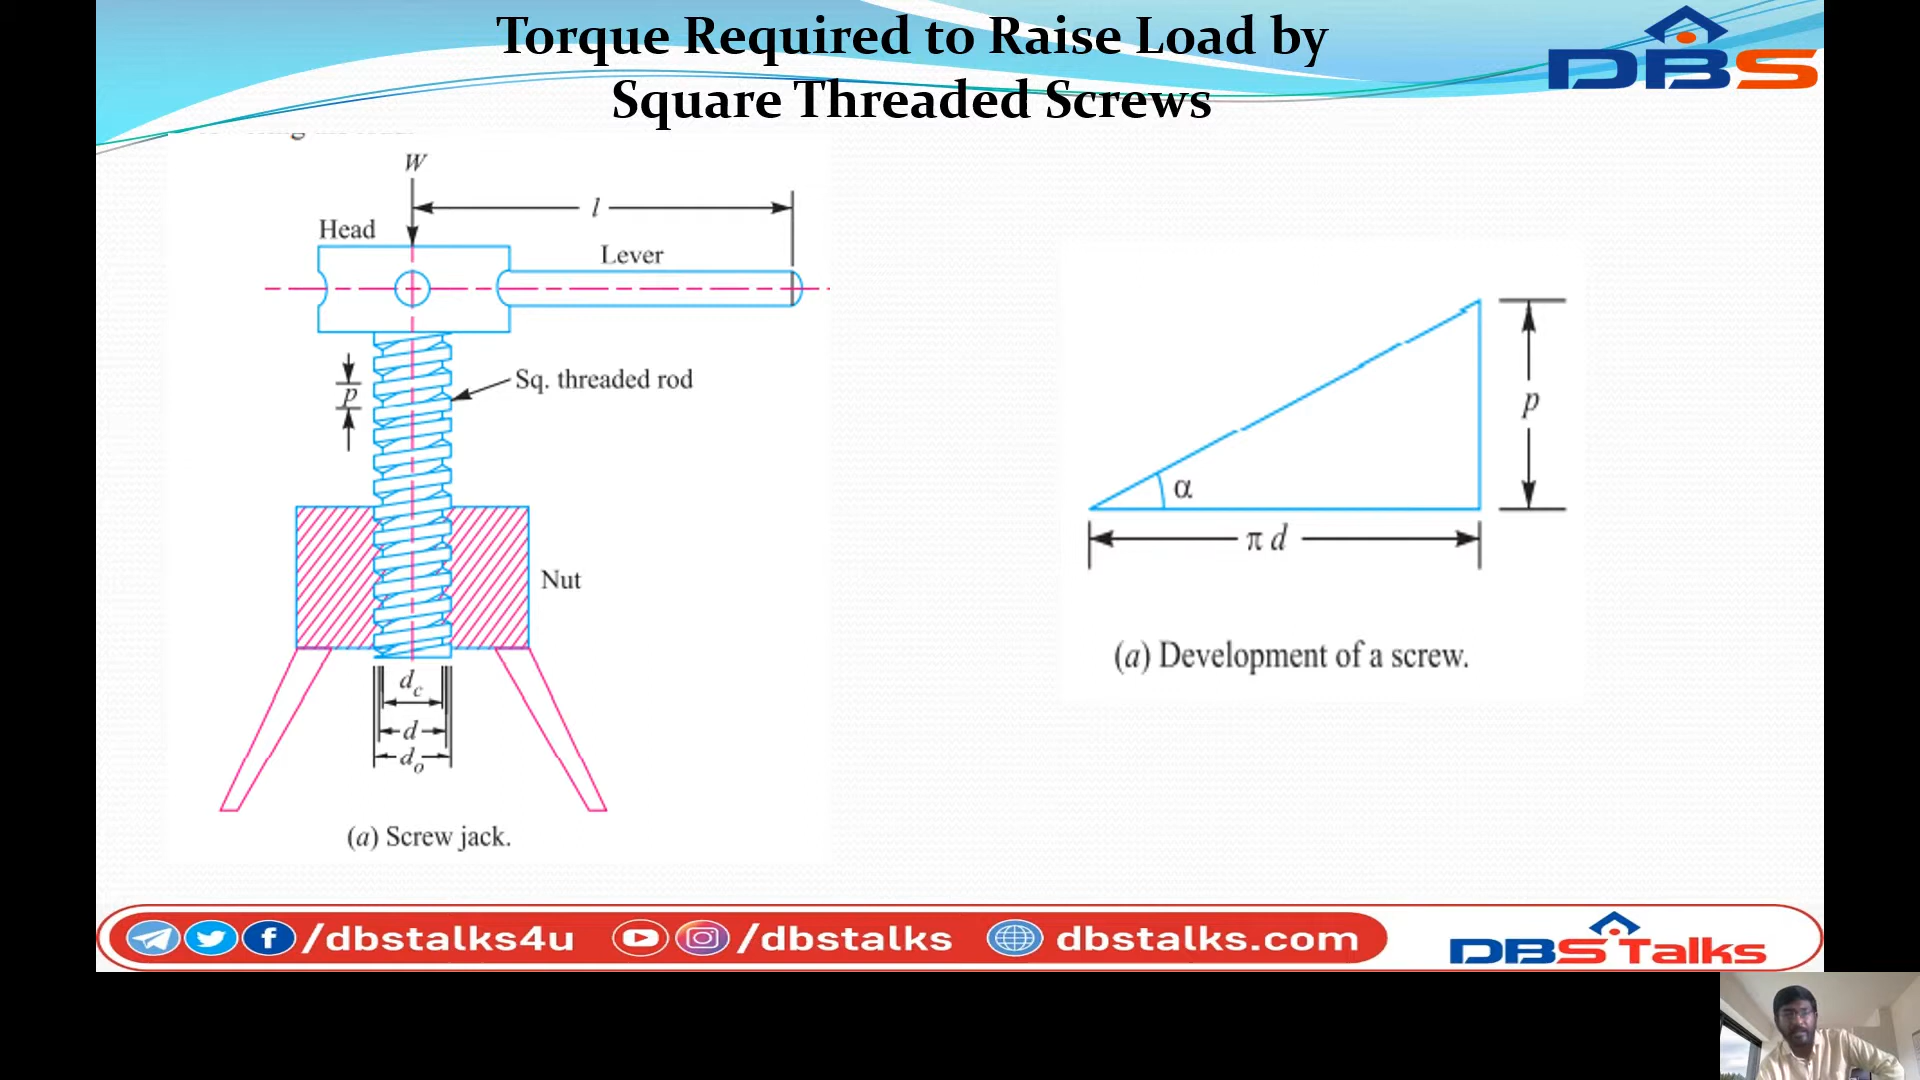 Torque Required to Raise Load by
Square Threaded Screws
DBS
W
l
Head
Lever
p
Sq. threaded rod
Nut
dc
d
do
(a) Screw jack.
α
p
π d
(a) Development of a screw.
/dbstalks4u /dbstalks dbstalks.com
DBS Talks